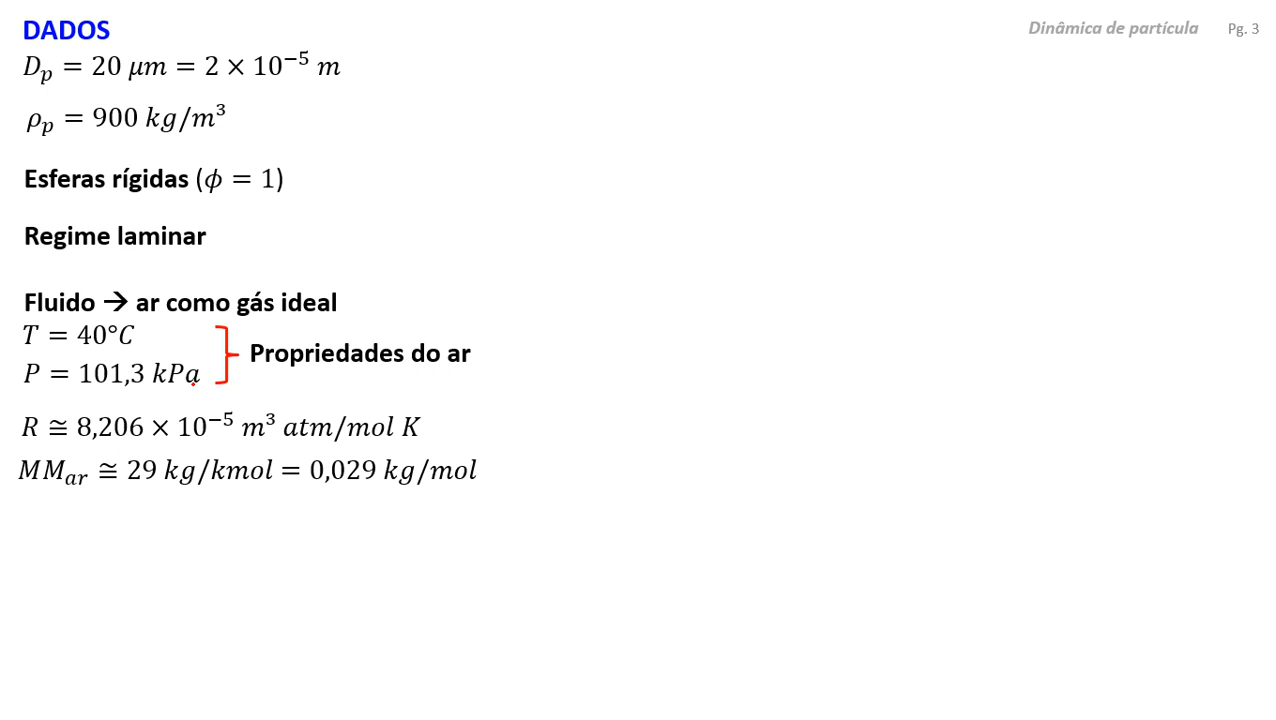 DADOS
Dinâmica de partícula Pg. 3
D_p = 20 μm = 2 × 10⁻⁵ m
ρ_p = 900 kg/m³
Esferas rígidas (ϕ = 1)
Regime laminar
Fluido → ar como gás ideal
T = 40°C
Propriedades do ar
P = 101,3 kPa
R ≅ 8,206 × 10⁻⁵ m³ atm/mol K
MM_ar ≅ 29 kg/kmol = 0,029 kg/mol